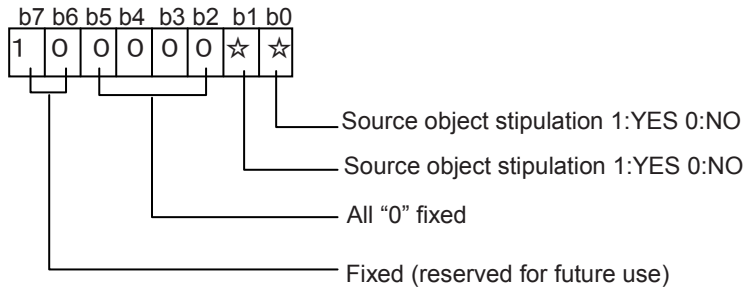 b7 b6 b5 b4 b3 b2 b1 b0
1 0 0 0 0 0 ☆ ☆
Source object stipulation 1:YES 0:NO
Source object stipulation 1:YES 0:NO
All “0” fixed
Fixed (reserved for future use)